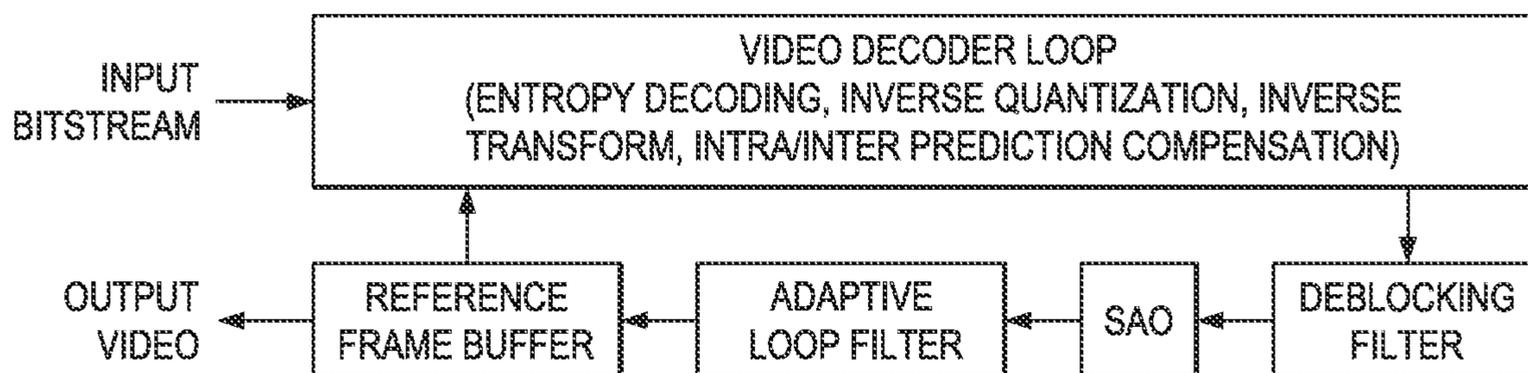 INPUT
BITSTREAM
VIDEO DECODER LOOP
(ENTROPY DECODING, INVERSE QUANTIZATION, INVERSE
TRANSFORM, INTRA/INTER PREDICTION COMPENSATION)
OUTPUT
VIDEO
REFERENCE
FRAME BUFFER
ADAPTIVE
LOOP FILTER
SAO
DEBLOCKING
FILTER